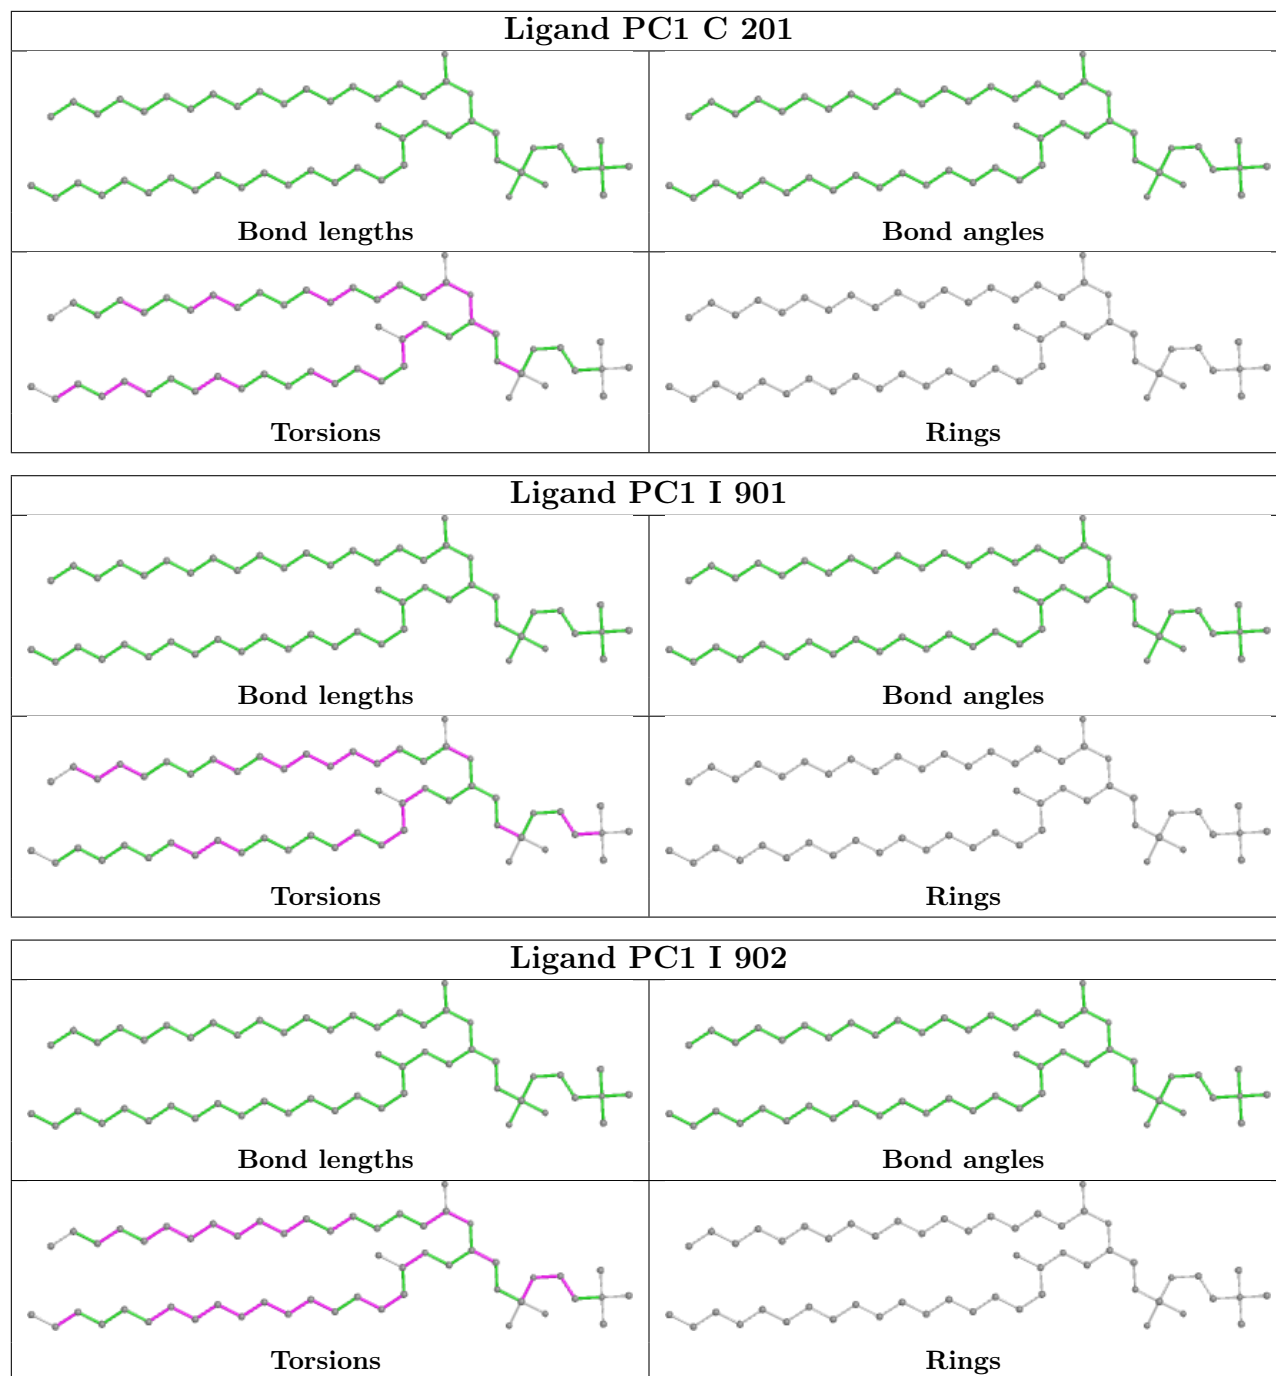 Ligand PC1 C 201
Bond lengths
Bond angles
Torsions
Rings
Ligand PC1 I 901
Bond lengths
Bond angles
Torsions
Rings
Ligand PC1 I 902
Bond lengths
Bond angles
Torsions
Rings